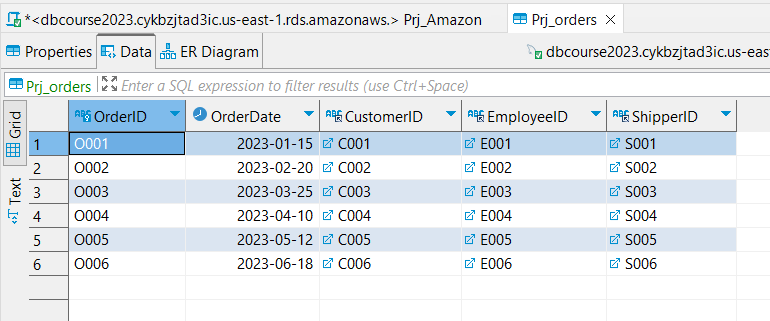 *<dbcourse2023.cykbzjtad3ic.us-east-1.rds.amazonaws.> Prj_Amazon Prj_orders
Properties Data ER Diagram dbcourse2023.cykbzjtad3ic.us-east
Prj_orders Enter a SQL expression to filter results (use Ctrl+Space)
Grid
Text
OrderID OrderDate CustomerID EmployeeID ShipperID
1 O001 2023-01-15 C001 E001 S001
2 O002 2023-02-20 C002 E002 S002
3 O003 2023-03-25 C003 E003 S003
4 O004 2023-04-10 C004 E004 S004
5 O005 2023-05-12 C005 E005 S005
6 O006 2023-06-18 C006 E006 S006